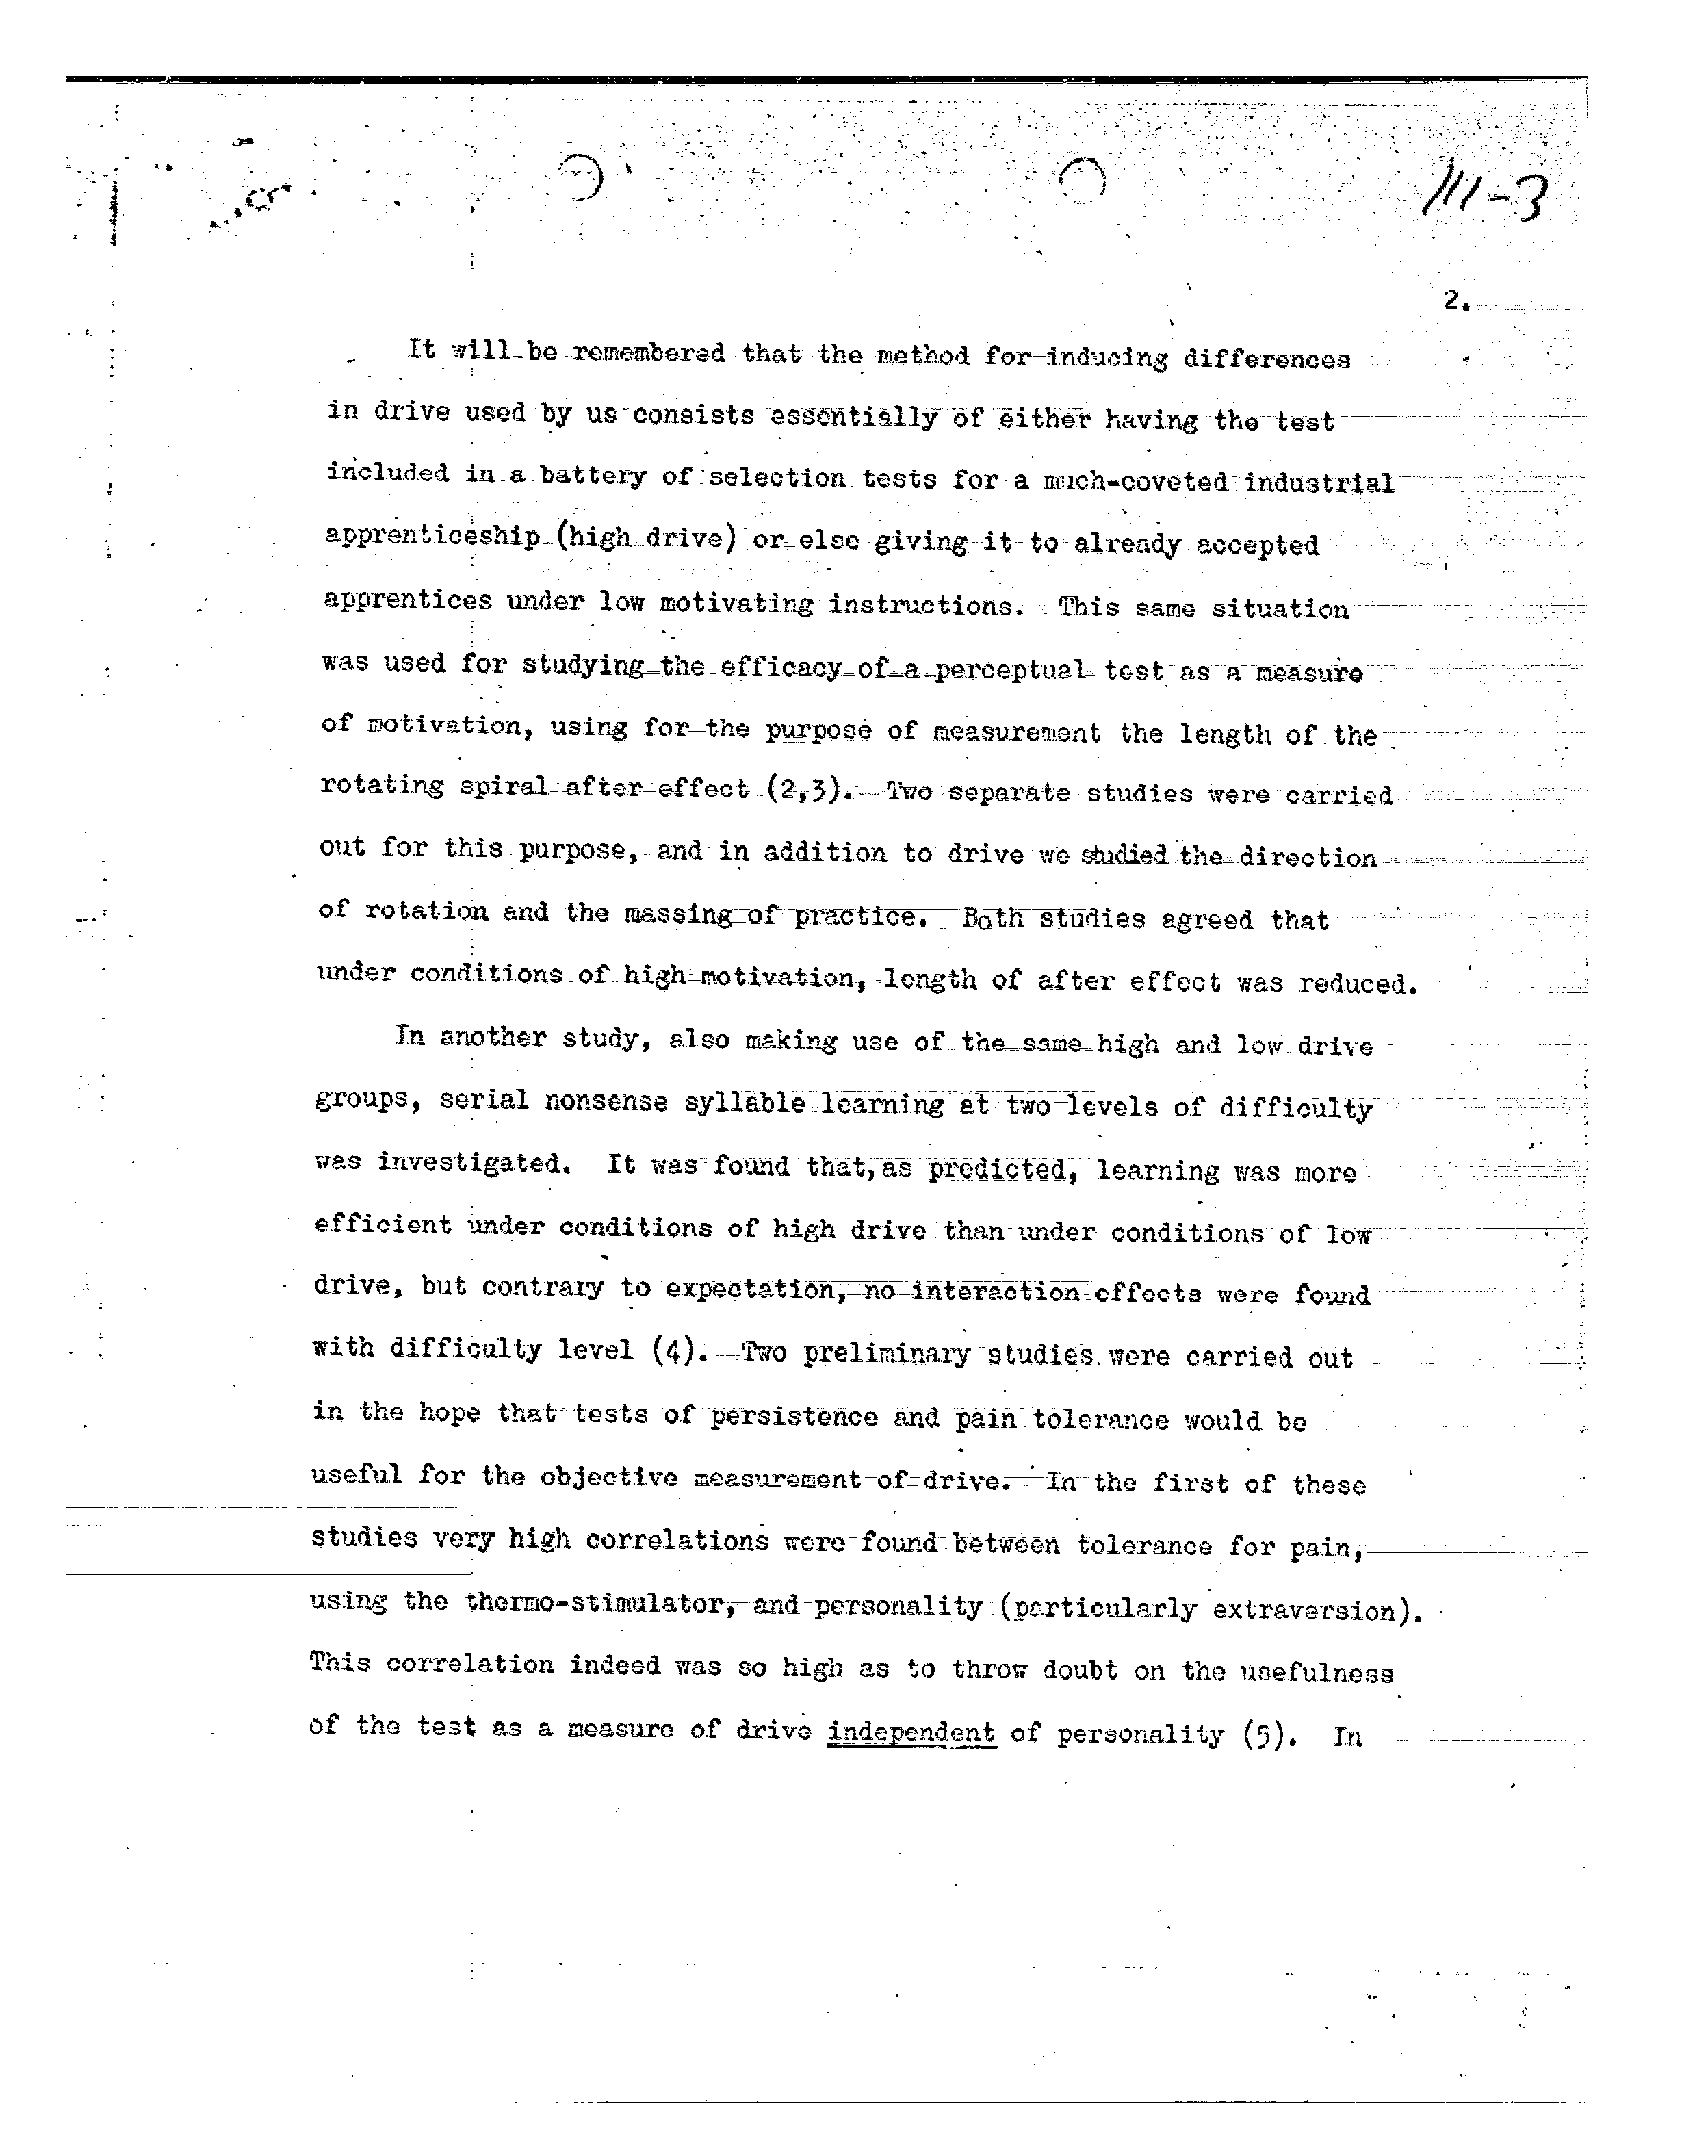 111-3
2.
It will be remembered that the method for inducing differences
in drive used by us consists essentially of either having the test
included in a battery of selection tests for a much-coveted industrial
apprenticeship (high drive) or else giving it to already accepted
apprentices under low motivating instructions. This same situation
was used for studying the efficacy of a perceptual test as a measure
of motivation, using for the purpose of measurement the length of the
rotating spiral after effect (2,3). Two separate studies were carried
out for this purpose, and in addition to drive we studied the direction
of rotation and the massing of practice. Both studies agreed that
under conditions of high motivation, length of after effect was reduced.
In another study, also making use of the same high and low drive
groups, serial nonsense syllable learning at two levels of difficulty
was investigated. It was found that, as predicted, learning was more
efficient under conditions of high drive than under conditions of low
drive, but contrary to expectation, no interaction effects were found
with difficulty level (4). Two preliminary studies were carried out
in the hope that tests of persistence and pain tolerance would be
useful for the objective measurement of drive. In the first of these
studies very high correlations were found between tolerance for pain,
using the thermo-stimulator, and personality (particularly extraversion).
This correlation indeed was so high as to throw doubt on the usefulness
of the test as a measure of drive independent of personality (5). In